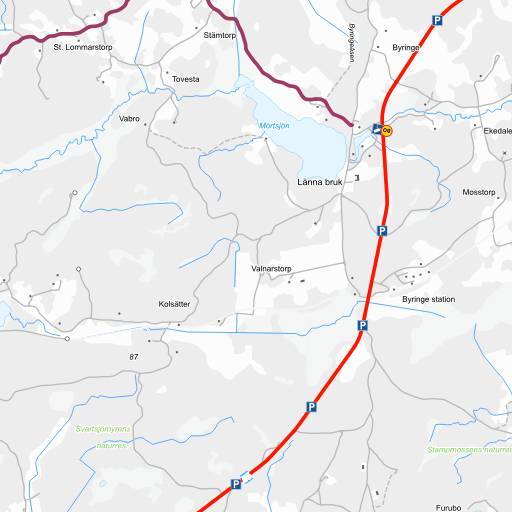 P
St. Lommarstorp
Stämtorp
Byringeåsen
Byringe
Tovesta
Vabro
Mörtsjön
Ekedale
Länna bruk
Mosstorp
P
Valnarstorp
Kolsätter
Byringe station
P
87
P
Svartsjömyrens
naturres
Stampmossens naturres
P
Furubo